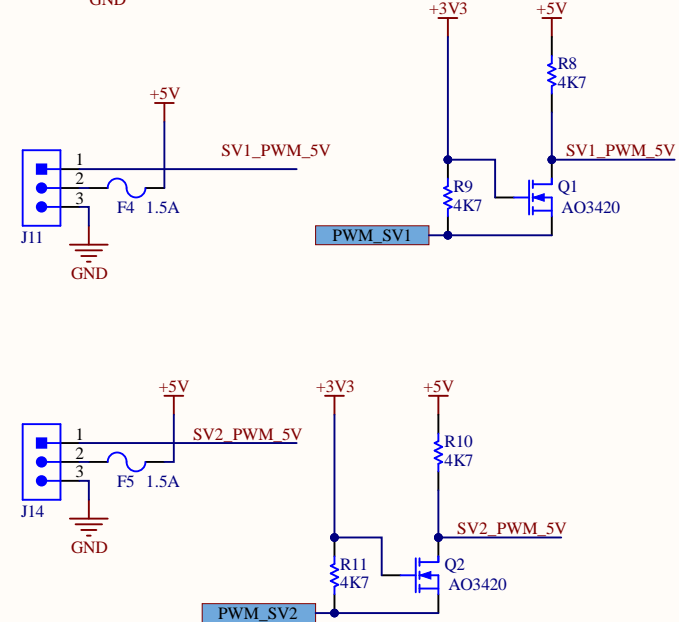 GND
+3V3
+5V
R8
4K7
+5V
SV1_PWM_5V
SV1_PWM_5V
1
2
3
F4 1.5A
J11
GND
R9
4K7
Q1
AO3420
PWM_SV1
+5V
+3V3
+5V
R10
4K7
SV2_PWM_5V
SV2_PWM_5V
1
2
3
F5 1.5A
J14
GND
R11
4K7
Q2
AO3420
PWM_SV2